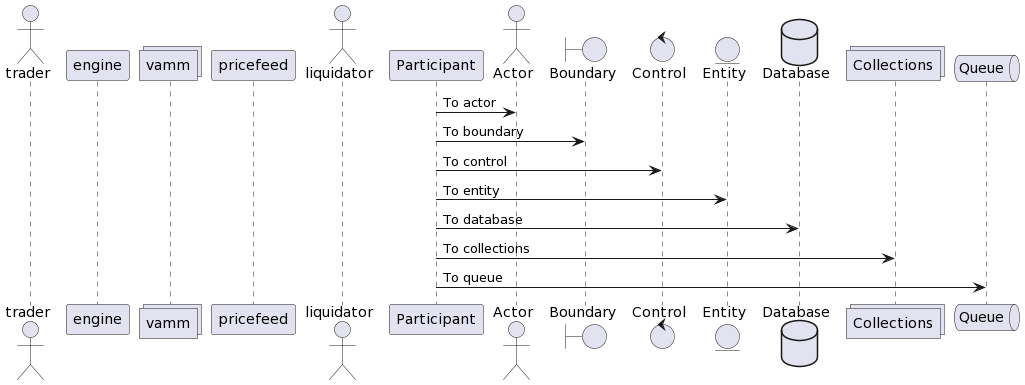 trader engine vamm pricefeed liquidator Participant Actor Boundary Control Entity Database Collections Queue
To actor
To boundary
To control
To entity
To database
To collections
To queue
trader engine vamm pricefeed liquidator Participant Actor Boundary Control Entity Database Collections Queue